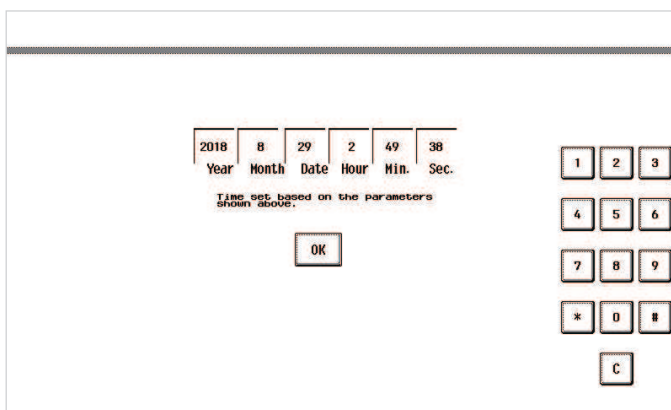 2018 8 29 2 49 38
Year Month Date Hour Min. Sec.
Time set based on the parameters
shown above.
OK
1 2 3
4 5 6
7 8 9
* 0 #
C